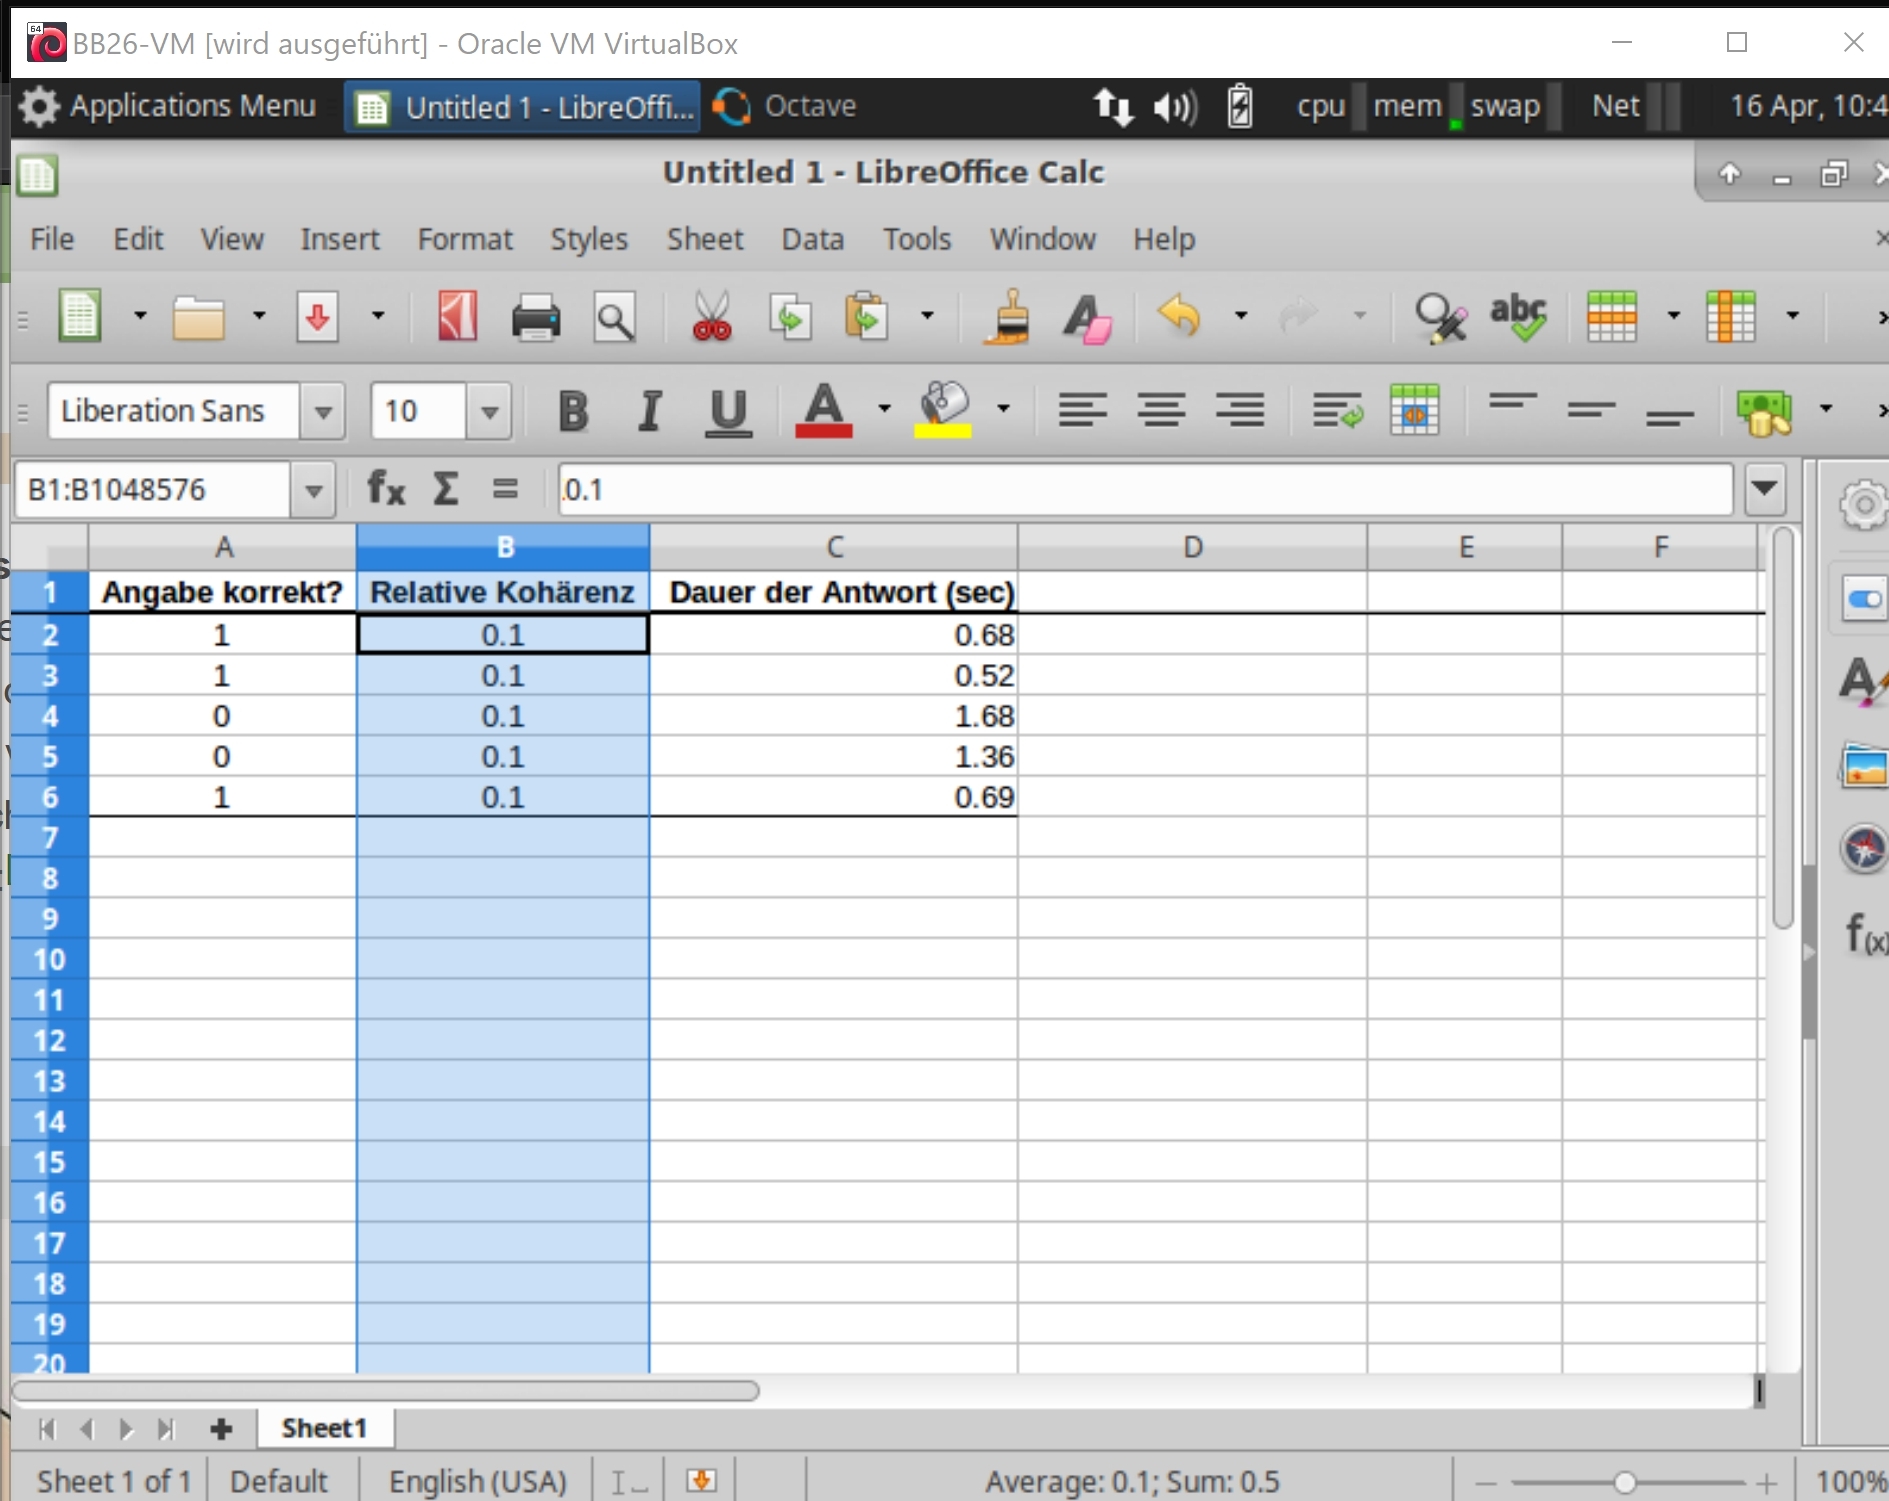 64
BB26-VM [wird ausgeführt] - Oracle VM VirtualBox
Applications Menu Untitled 1 - LibreOffi... Octave cpu mem swap Net 16 Apr, 10:4
Untitled 1 - LibreOffice Calc
File Edit View Insert Format Styles Sheet Data Tools Window Help
abc
Liberation Sans 10 B I U A
B1:B1048576 fx Σ = 0.1
A B C D E F
1 Angabe korrekt? Relative Kohärenz Dauer der Antwort (sec)
2 1 0.1 0.68
3 1 0.1 0.52
4 0 0.1 1.68
5 0 0.1 1.36
6 1 0.1 0.69
7
8
9
10
11
12
13
14
15
16
17
18
19
20
Sheet1
Sheet 1 of 1 Default English (USA) Average: 0.1; Sum: 0.5 100%